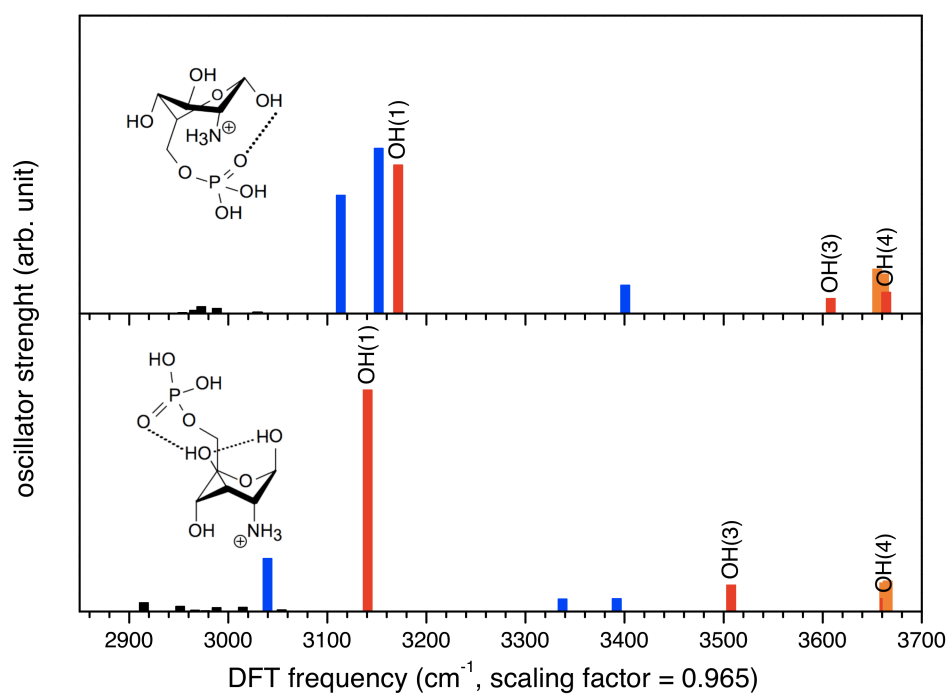 oscillator strenght (arb. unit)
OH
O
OH
HO
H3N⊕
O
O
P
OH
OH
OH(1)
OH(3)
OH(4)
HO
OH
P
O
O
HO
HO
O
OH
NH3
⊕
OH(1)
OH(3)
OH(4)
2900 3000 3100 3200 3300 3400 3500 3600 3700
DFT frequency (cm-1, scaling factor = 0.965)